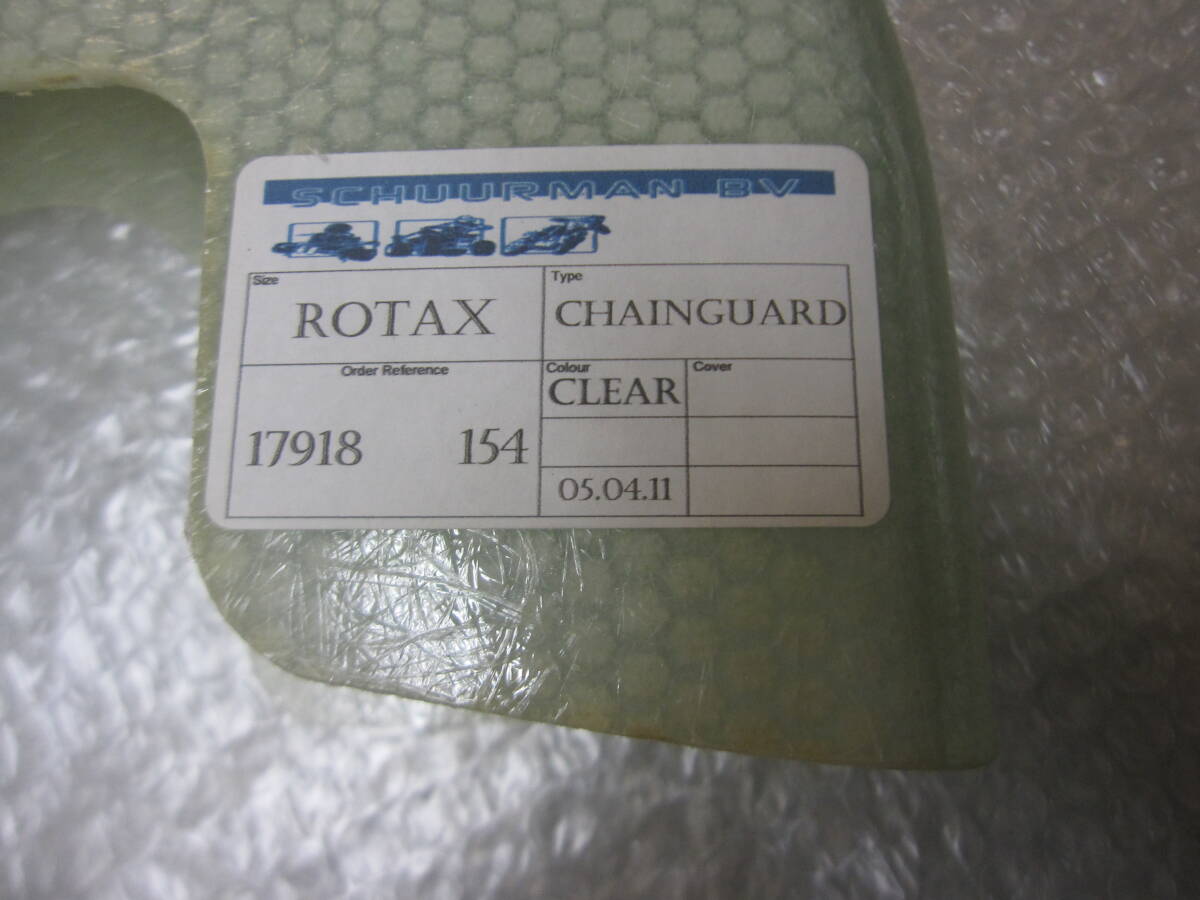 SCHUURMAN BV
Size
ROTAX
Type
CHAINGUARD
Order Reference
17918 154
Colour
CLEAR
Cover
05.04.11